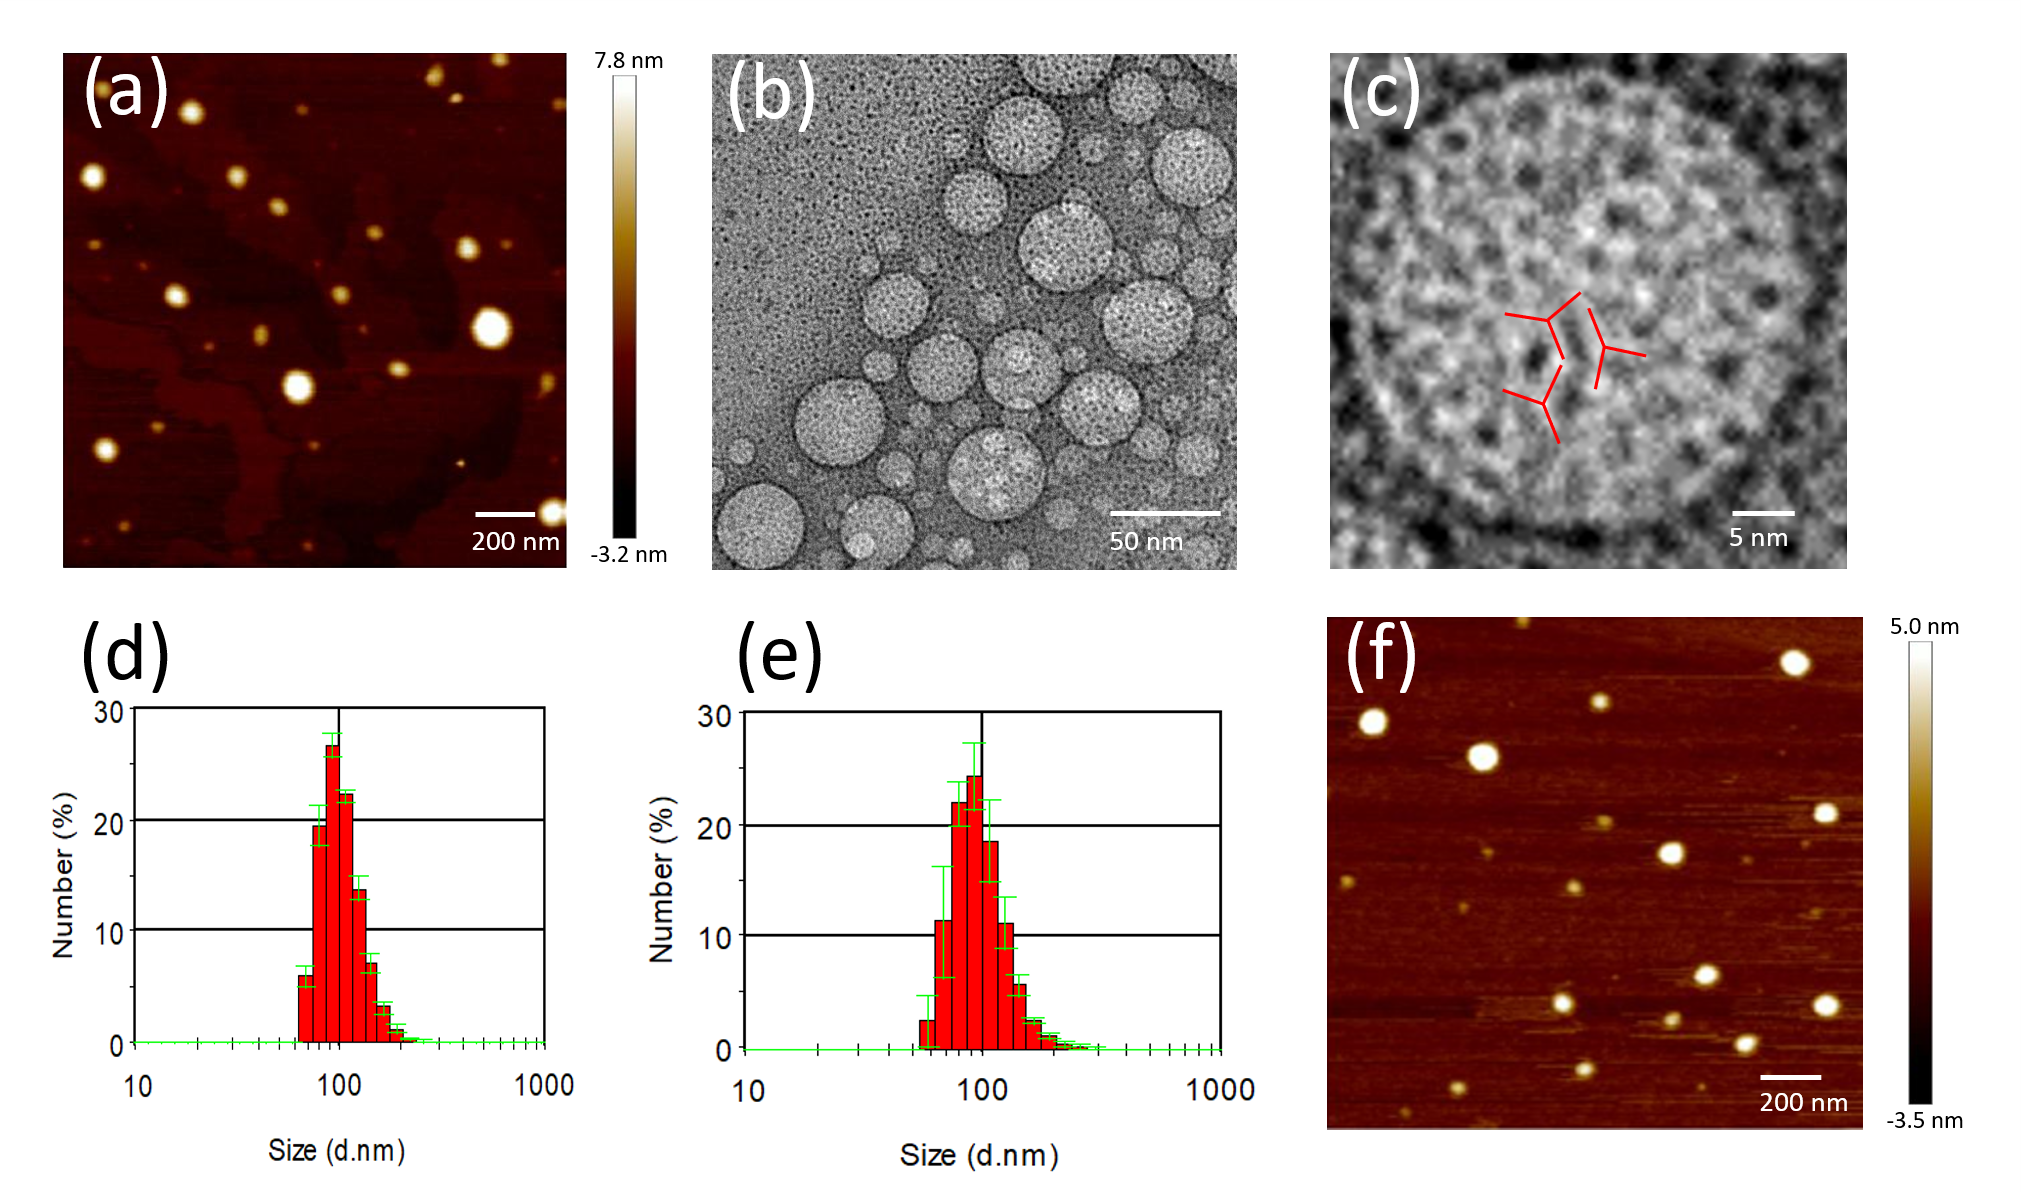 (a)
7.8 nm
200 nm
-3.2 nm
(b)
50 nm
(c)
5 nm
(d)
30
20
10
0
Number (%)
10
100
1000
Size (d.nm)
(e)
30
20
10
0
Number (%)
10
100
1000
Size (d.nm)
(f)
5.0 nm
200 nm
-3.5 nm